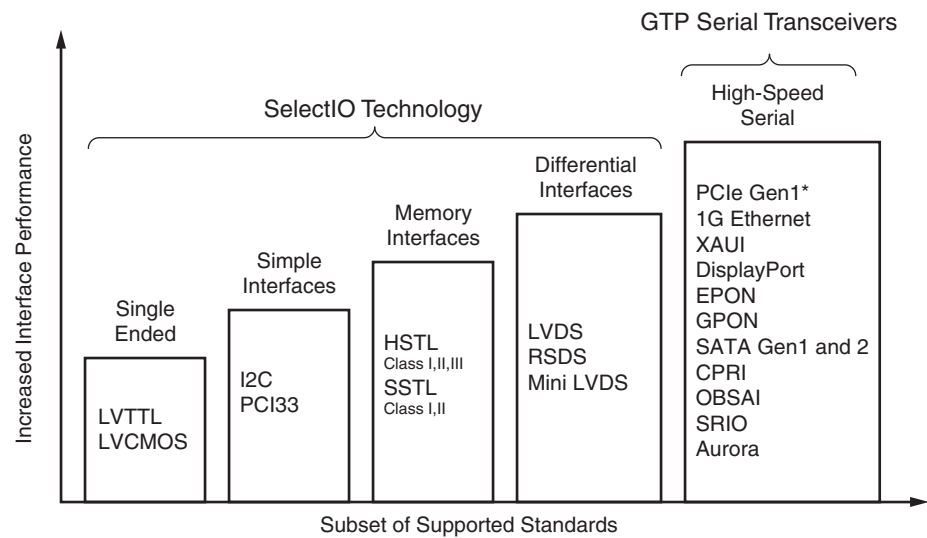 GTP Serial Transceivers
High-Speed
Serial
SelectIO Technology
Differential
Interfaces
Memory
Interfaces
Simple
Interfaces
Single
Ended
Increased Interface Performance
LVTTL
LVCMOS
I2C
PCI33
HSTL
Class I,II,III
SSTL
Class I,II
LVDS
RSDS
Mini LVDS
PCIe Gen1*
1G Ethernet
XAUI
DisplayPort
EPON
GPON
SATA Gen1 and 2
CPRI
OBSAI
SRIO
Aurora
Subset of Supported Standards